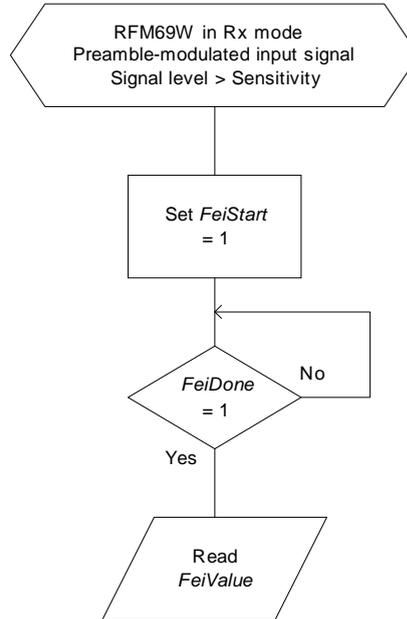 RFM69W in Rx mode
Preamble-modulated input signal
Signal level > Sensitivity
Set FeiStart
= 1
FeiDone
= 1
No
Yes
Read
FeiValue